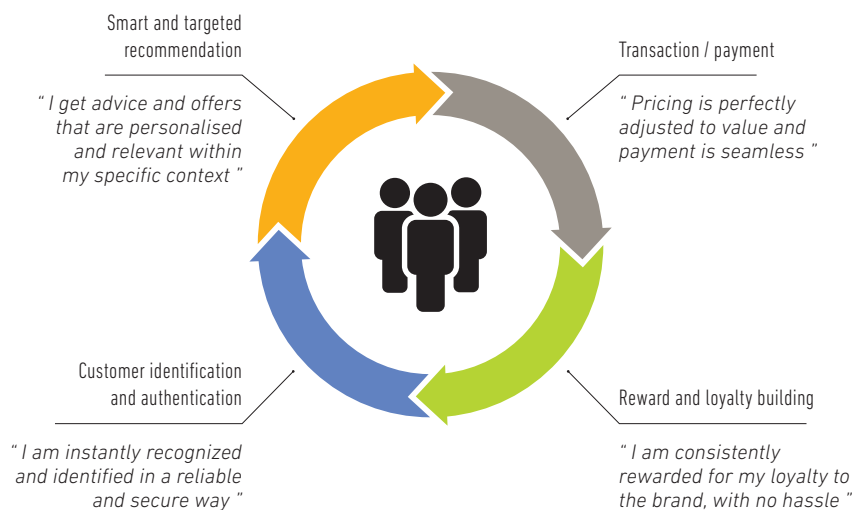 Smart and targeted
recommendation
“ I get advice and offers
that are personalised
and relevant within
my specific context ”
Transaction / payment
“ Pricing is perfectly
adjusted to value and
payment is seamless ”
Customer identification
and authentication
“ I am instantly recognized
and identified in a reliable
and secure way ”
Reward and loyalty building
“ I am consistently
rewarded for my loyalty to
the brand, with no hassle ”